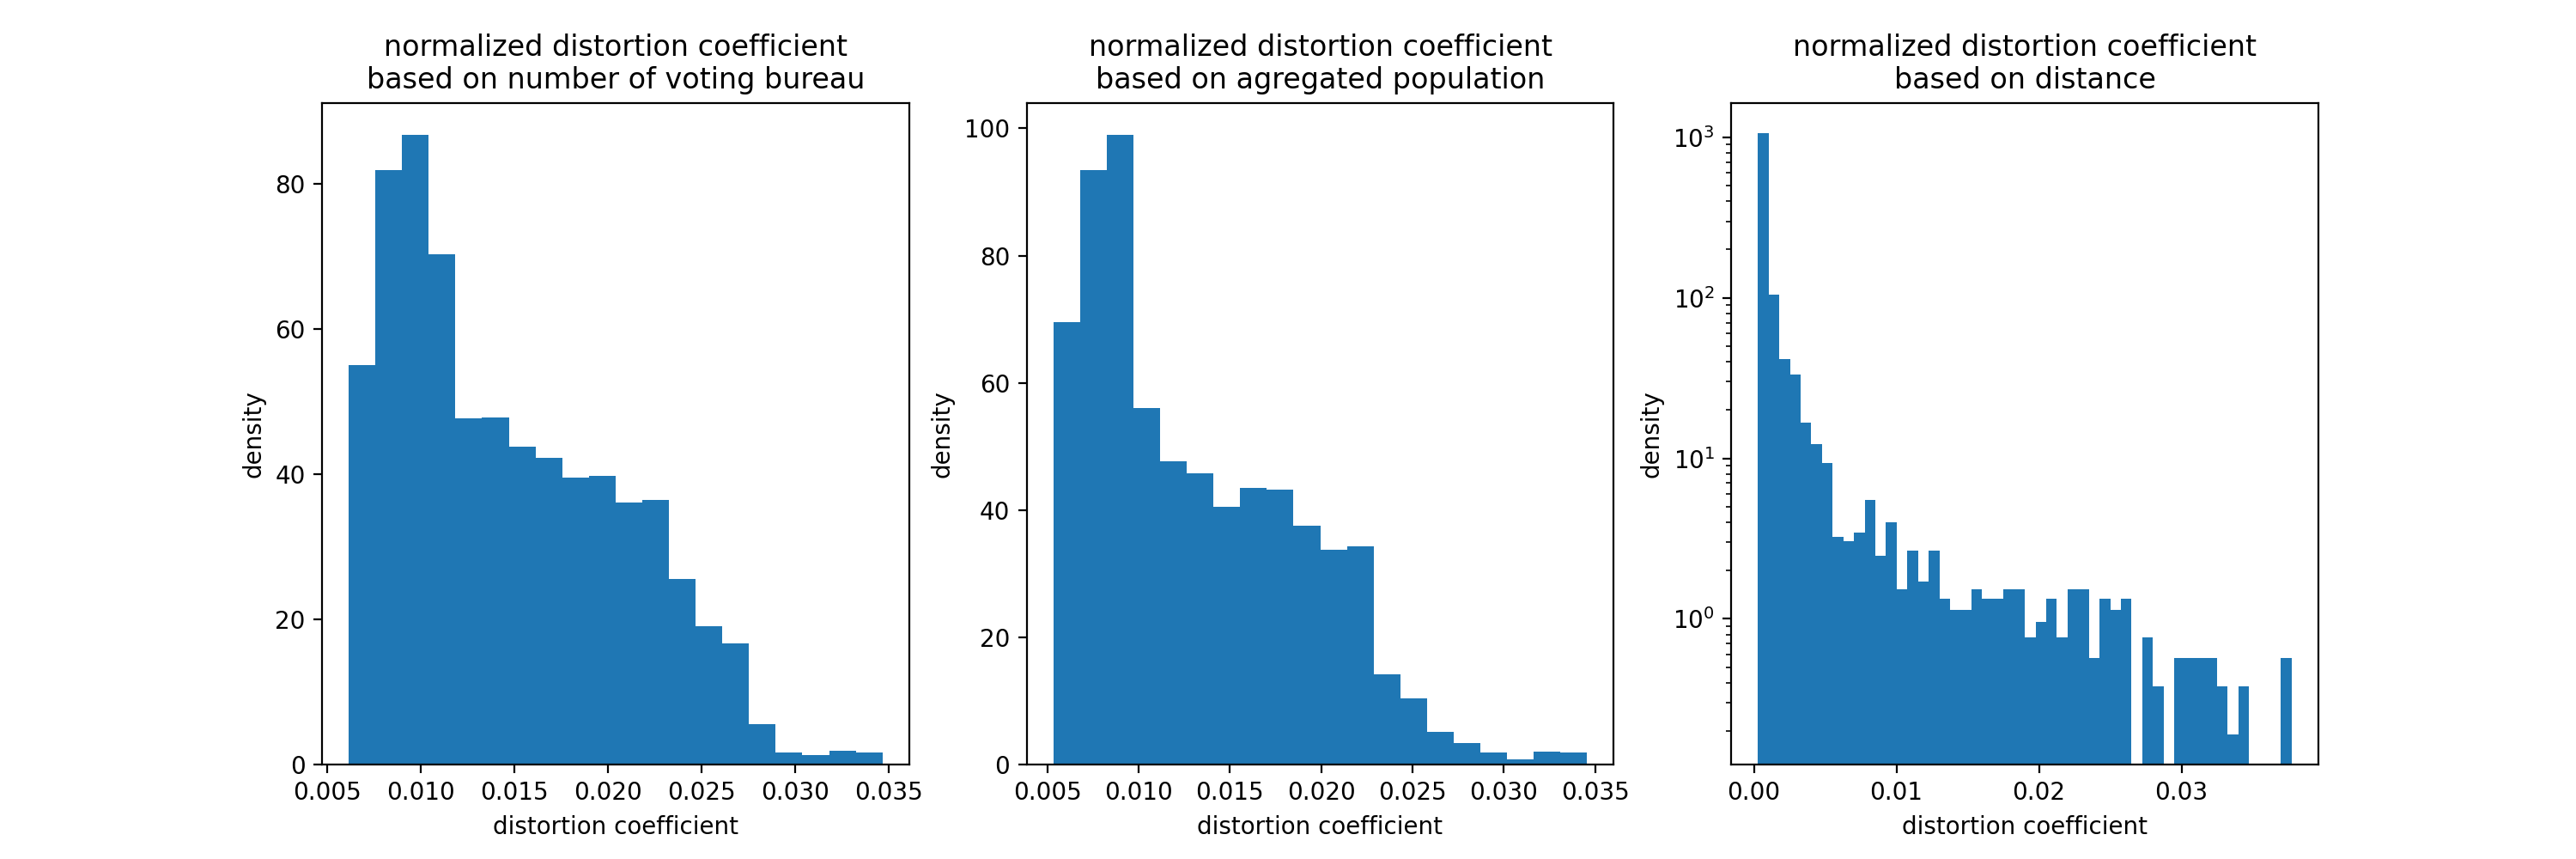 normalized distortion coefficient
based on number of voting bureau
density
80
60
40
20
0
0.005 0.010 0.015 0.020 0.025 0.030 0.035
distortion coefficient
normalized distortion coefficient
based on agregated population
density
100
80
60
40
20
0
0.005 0.010 0.015 0.020 0.025 0.030 0.035
distortion coefficient
normalized distortion coefficient
based on distance
density
10³
10²
10¹
10⁰
0.00 0.01 0.02 0.03
distortion coefficient